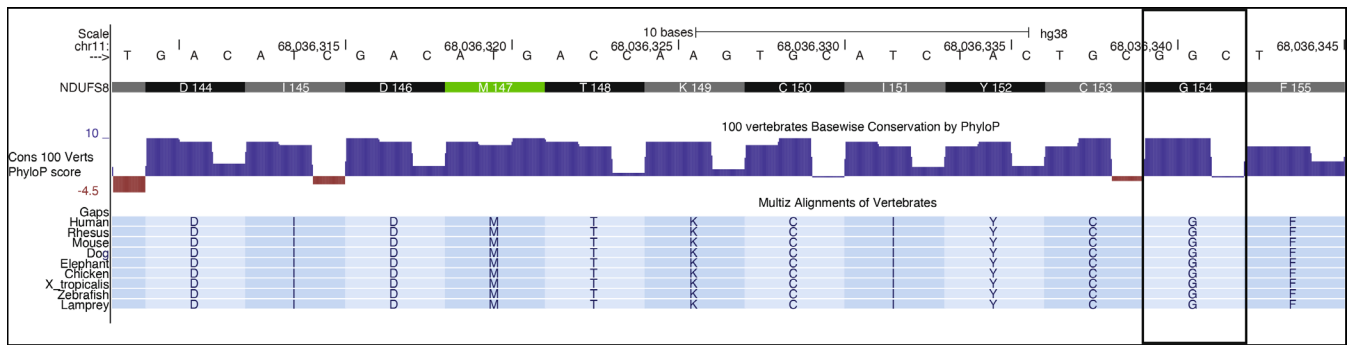 Scale 10 bases hg38
chr11: 68,036,315 68,036,320 68,036,325 68,036,330 68,036,335 68,036,340 68,036,345
---> T G A C A T C G A C A T G A C C A A G T G C A T C T A C T G C G G C T
NDUFS8 D 144 I 145 D 146 M 147 T 148 K 149 C 150 I 151 Y 152 C 153 G 154 F 155
100 vertebrates Basewise Conservation by PhyloP
10
Cons 100 Verts
PhyloP score
-4.5
Multiz Alignments of Vertebrates
Gaps
Human D I D M T K C I Y C G F
Rhesus D I D M T K C I Y C G F
Mouse D I D M T K C I Y C G F
Dog D I D M T K C I Y C G F
Elephant D I D M T K C I Y C G F
Chicken D I D M T K C I Y C G F
X_tropicalis D I D M T K C I Y C G F
Zebrafish D I D M T K C I Y C G F
Lamprey D I D M T K C I Y C G F